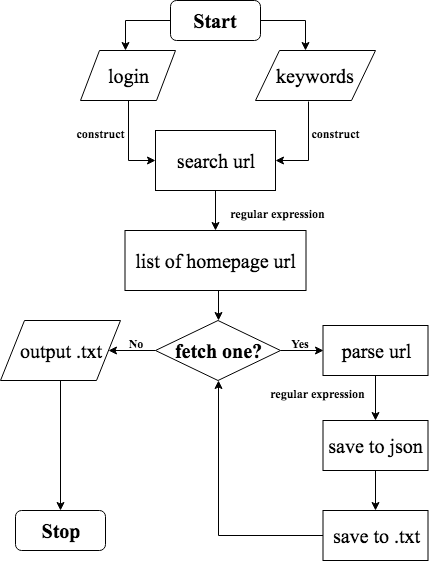 Start
login
keywords
construct
construct
search url
regular expression
list of homepage url
output .txt
No
fetch one?
Yes
parse url
regular expression
save to json
Stop
save to .txt